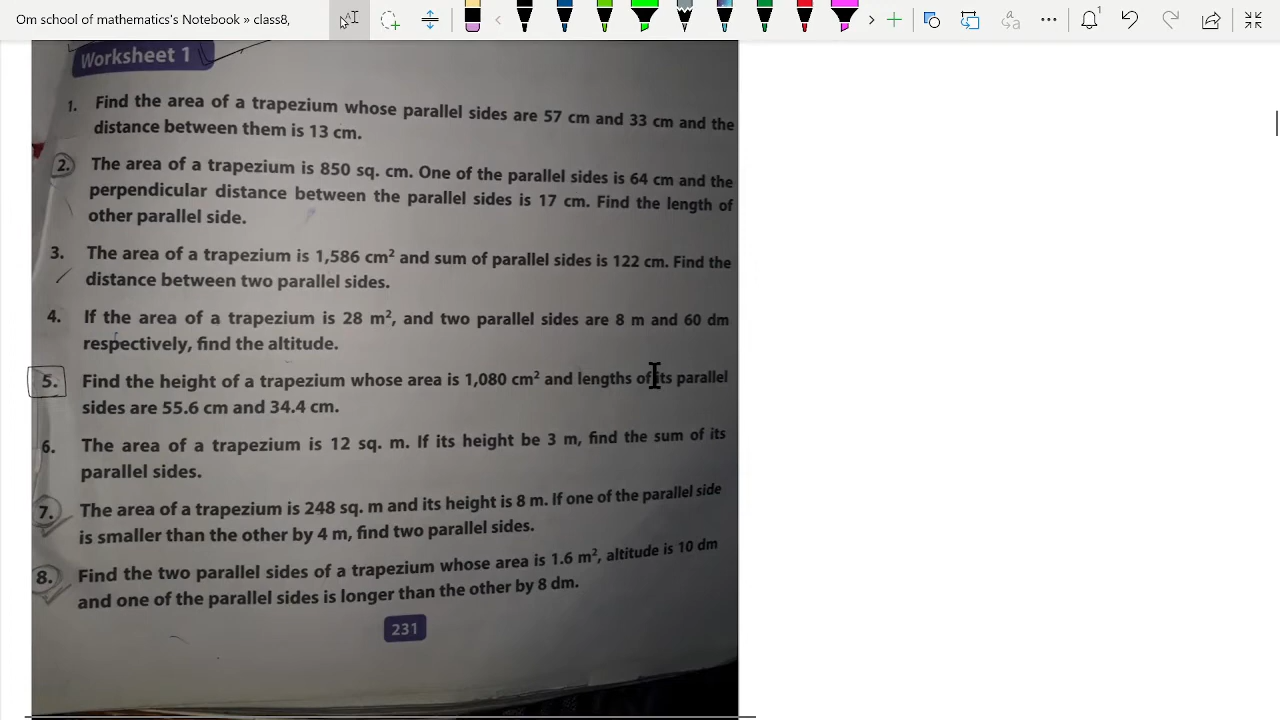 Om school of mathematics's Notebook » class8,
Worksheet 1
1. Find the area of a trapezium whose parallel sides are 57 cm and 33 cm and the
distance between them is 13 cm.
2. The area of a trapezium is 850 sq. cm. One of the parallel sides is 64 cm and the
perpendicular distance between the parallel sides is 17 cm. Find the length of
other parallel side.
3. The area of a trapezium is 1,586 cm² and sum of parallel sides is 122 cm. Find the
distance between two parallel sides.
4. If the area of a trapezium is 28 m², and two parallel sides are 8 m and 60 dm
respectively, find the altitude.
5. Find the height of a trapezium whose area is 1,080 cm² and lengths of its parallel
sides are 55.6 cm and 34.4 cm.
6. The area of a trapezium is 12 sq. m. If its height be 3 m, find the sum of its
parallel sides.
7. The area of a trapezium is 248 sq. m and its height is 8 m. If one of the parallel side
is smaller than the other by 4 m, find two parallel sides.
8. Find the two parallel sides of a trapezium whose area is 1.6 m², altitude is 10 dm
and one of the parallel sides is longer than the other by 8 dm.
231